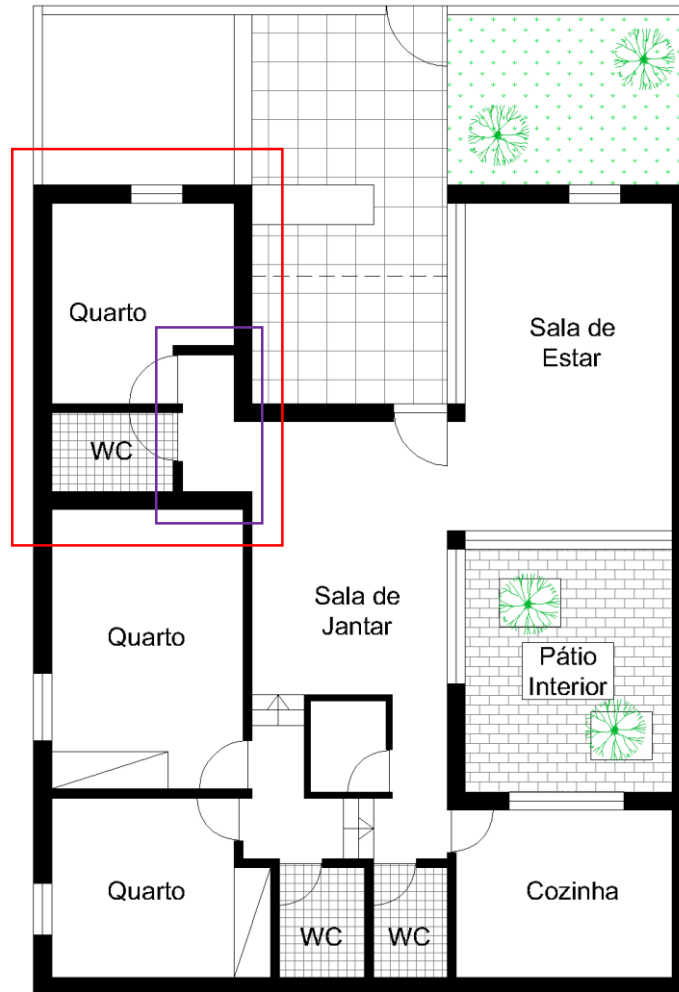 Quarto
Sala de
Estar
WC
Quarto
Sala de
Jantar
Pátio
Interior
Quarto
WC
WC
Cozinha